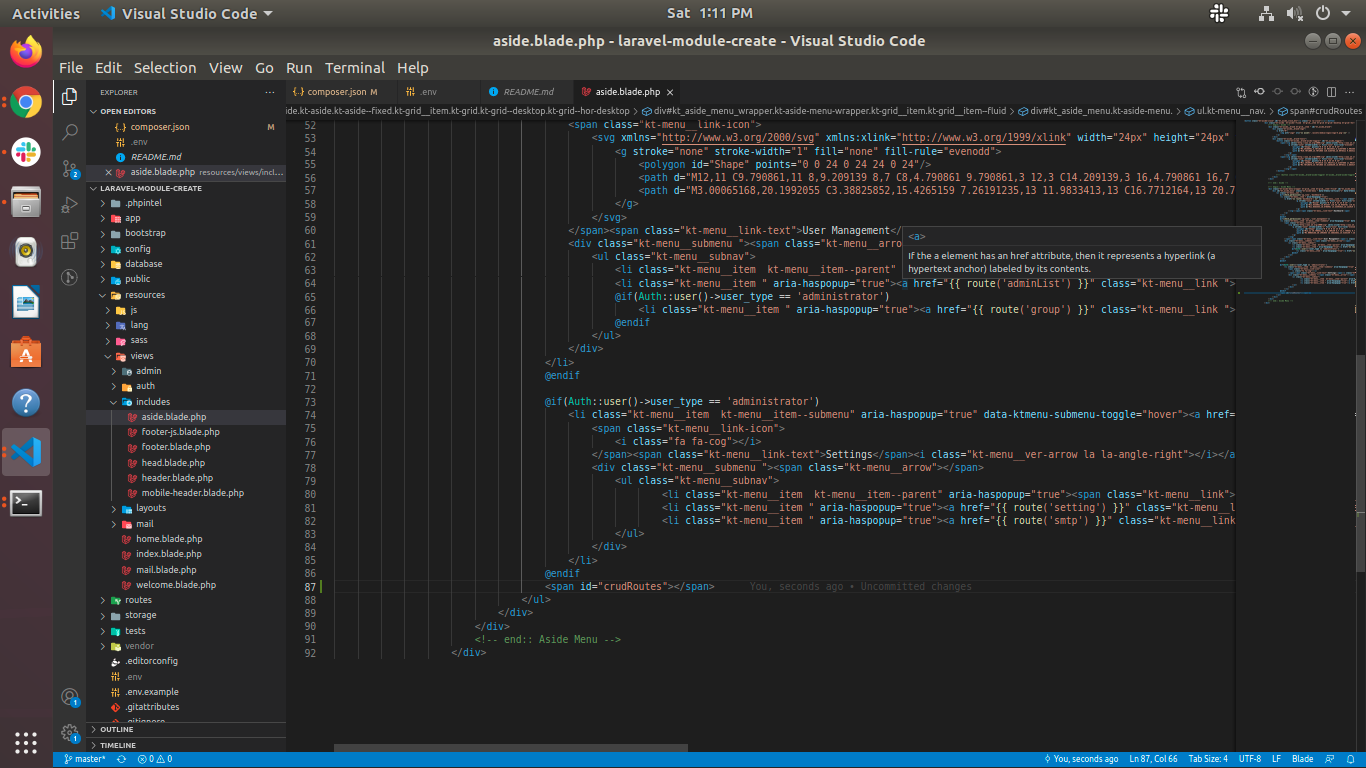 Activities Visual Studio Code Sat 1:11 PM
aside.blade.php - laravel-module-create - Visual Studio Code
File Edit Selection View Go Run Terminal Help
EXPLORER ···
OPEN EDITORS
{.} composer.json M
.env
README.md
× aside.blade.php resources/views/incl...
LARAVEL-MODULE-CREATE
.phpintel
app
bootstrap
config
database
public
resources
js
lang
sass
views
admin
auth
includes
aside.blade.php
footer-js.blade.php
footer.blade.php
head.blade.php
header.blade.php
mobile-header.blade.php
layouts
mail
home.blade.php
index.blade.php
mail.blade.php
welcome.blade.php
routes
storage
tests
vendor
.editorconfig
.env
.env.example
.gitattributes
.gitignore
OUTLINE
TIMELINE
{.} composer.json M .env README.md aside.blade.php ×
de.kt-aside.kt-aside--fixed.kt-grid__item.kt-grid.kt-grid--desktop.kt-grid--hor-desktop > div#kt_aside_menu_wrapper.kt-aside-menu-wrapper.kt-grid__item.kt-grid__item--fluid > div#kt_aside_menu.kt-aside-menu. > ul.kt-menu__nav. > span#crudRoutes
52 <span class="kt-menu__link-icon">
53 <svg xmlns="http://www.w3.org/2000/svg" xmlns:xlink="http://www.w3.org/1999/xlink" width="24px" height="24px"
54 <g stroke="none" stroke-width="1" fill="none" fill-rule="evenodd">
55 <polygon id="Shape" points="0 0 24 0 24 24 0 24"/>
56 <path d="M12,11 C9.790861,11 8,9.209139 8,7 C8,4.790861 9.790861,3 12,3 C14.209139,3 16,4.790861 16,7
57 <path d="M3.00065168,20.1992055 C3.38825852,15.4265159 7.26191235,13 11.9833413,13 C16.7712164,13 20.7
58 </g>
59 </svg>
60 </span><span class="kt-menu__link-text">User Management</
61 <div class="kt-menu__submenu "><span class="kt-menu__arro
62 <ul class="kt-menu__subnav">
63 <li class="kt-menu__item  kt-menu__item--parent"
64 <li class="kt-menu__item " aria-haspopup="true"><a href="{{ route('adminList') }}" class="kt-menu__link ">
65 @if(Auth::user()->user_type == 'administrator')
66 <li class="kt-menu__item " aria-haspopup="true"><a href="{{ route('group') }}" class="kt-menu__link ">
67 @endif
68 </ul>
69 </div>
70 </li>
71 @endif
72
73 @if(Auth::user()->user_type == 'administrator')
74 <li class="kt-menu__item  kt-menu__item--submenu" aria-haspopup="true" data-ktmenu-submenu-toggle="hover"><a href=
75 <span class="kt-menu__link-icon">
76 <i class="fa fa-cog"></i>
77 </span><span class="kt-menu__link-text">Settings</span><i class="kt-menu__ver-arrow la la-angle-right"></i></a
78 <div class="kt-menu__submenu "><span class="kt-menu__arrow"></span>
79 <ul class="kt-menu__subnav">
80 <li class="kt-menu__item  kt-menu__item--parent" aria-haspopup="true"><span class="kt-menu__link">
81 <li class="kt-menu__item " aria-haspopup="true"><a href="{{ route('setting') }}" class="kt-menu__l
82 <li class="kt-menu__item " aria-haspopup="true"><a href="{{ route('smtp') }}" class="kt-menu__link
83 </ul>
84 </div>
85 </li>
86 @endif
87 <span id="crudRoutes"></span> You, seconds ago • Uncommitted changes
88 </ul>
89 </div>
90 </div>
91 <!-- end:: Aside Menu -->
92 </div>
<a>
If the a element has an href attribute, then it represents a hyperlink (a
hypertext anchor) labeled by its contents.
2
1
1
master* 0 0 You, seconds ago Ln 87, Col 66 Tab Size: 4 UTF-8 LF Blade